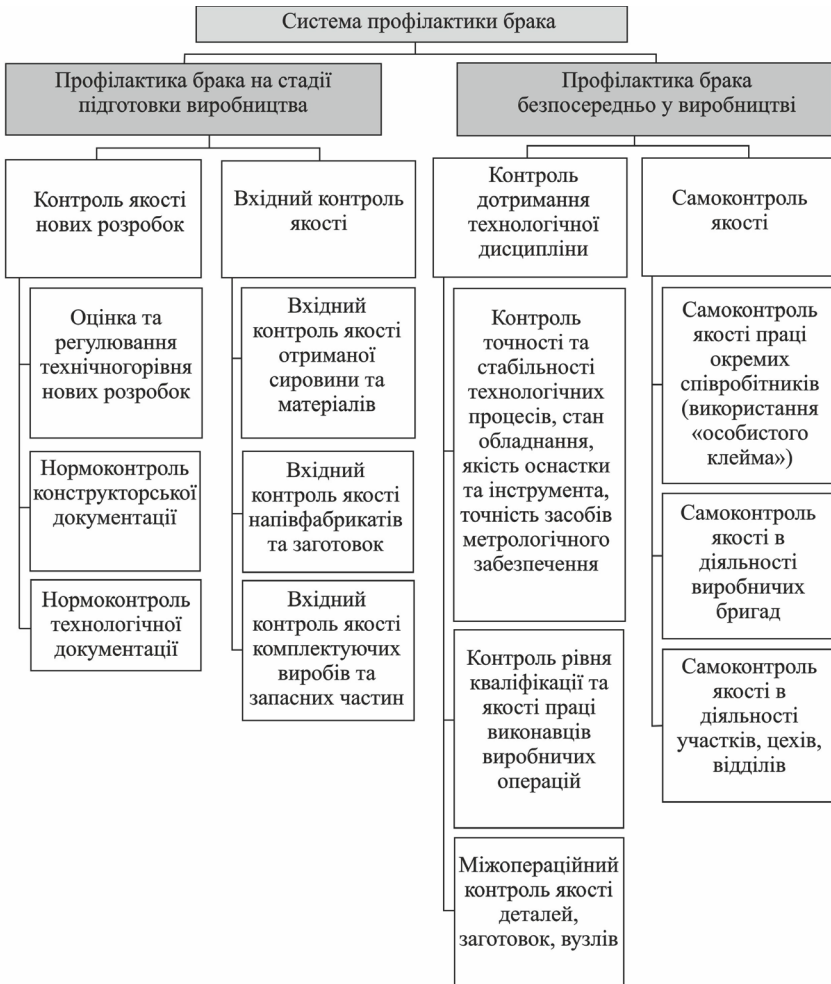 Система профилактики брака
Профілактика брака на стадії
підготовки виробництва
Профілактика брака
безпосередньо у виробництві
Контроль якості
нових розробок
Вхідний контроль
якості
Контроль
дотримання
технологічної
дисципліни
Самоконтроль
якості
Оцінка та
регулювання
технічногорівня
нових розробок
Нормоконтроль
конструкторської
документації
Нормоконтроль
технологічної
документації
Вхідний
контроль якості
отриманої
сировини та
матеріалів
Вхідний
контроль якості
напівфабрикатів
та заготовок
Вхідний
контроль якості
комплектуючих
виробів та
запасних частин
Контроль
точності та
стабільності
технологічних
процесів, стан
обладнання,
якість оснастки
та інструмента,
точність засобів
метрологічного
забезпечення
Контроль рівня
кваліфікації та
якості праці
виконавців
виробничих
операцій
Міжопераційний
контроль якості
деталей,
заготовок, вузлів
Самоконтроль
якості праці
окремих
співробітників
(використання
«особистого
клейма»)
Самоконтроль
якості в
діяльності
виробничих
бригад
Самоконтроль
якості в
діяльності
участків, цехів,
відділів